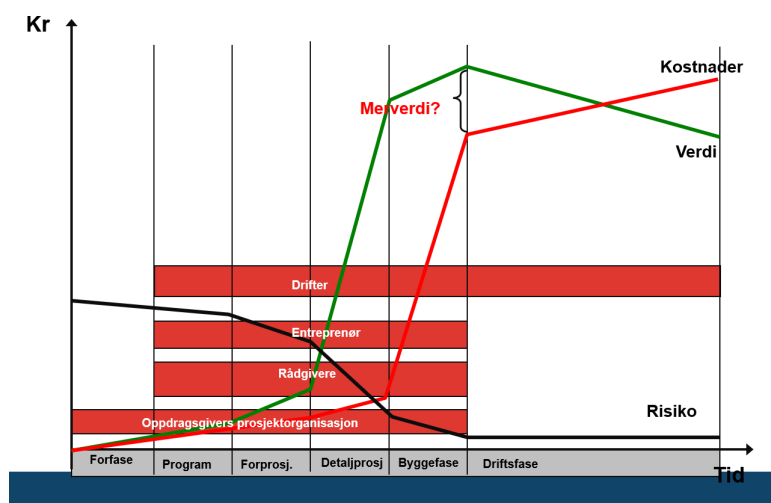 Kr
Kostnader
Merverdi?
Verdi
Drifter
Entreprenør
Rådgivere
Risiko
Oppdragsgivers prosjektorganisasjon
Forfase
Program
Forprosj.
Detaljprosj
Byggefase
Driftsfase
Tid